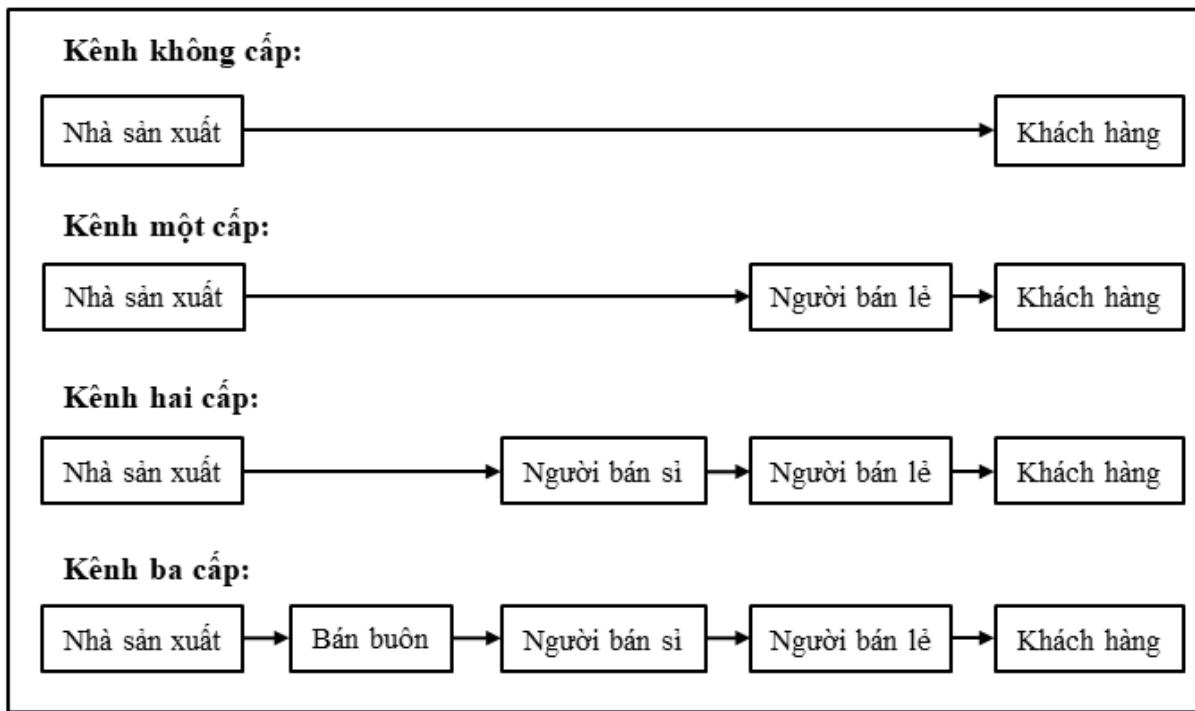 Kênh không cấp:
Nhà sản xuất
Khách hàng
Kênh một cấp:
Nhà sản xuất
Người bán lẻ
Khách hàng
Kênh hai cấp:
Nhà sản xuất
Người bán sỉ
Người bán lẻ
Khách hàng
Kênh ba cấp:
Nhà sản xuất
Bán buôn
Người bán sỉ
Người bán lẻ
Khách hàng